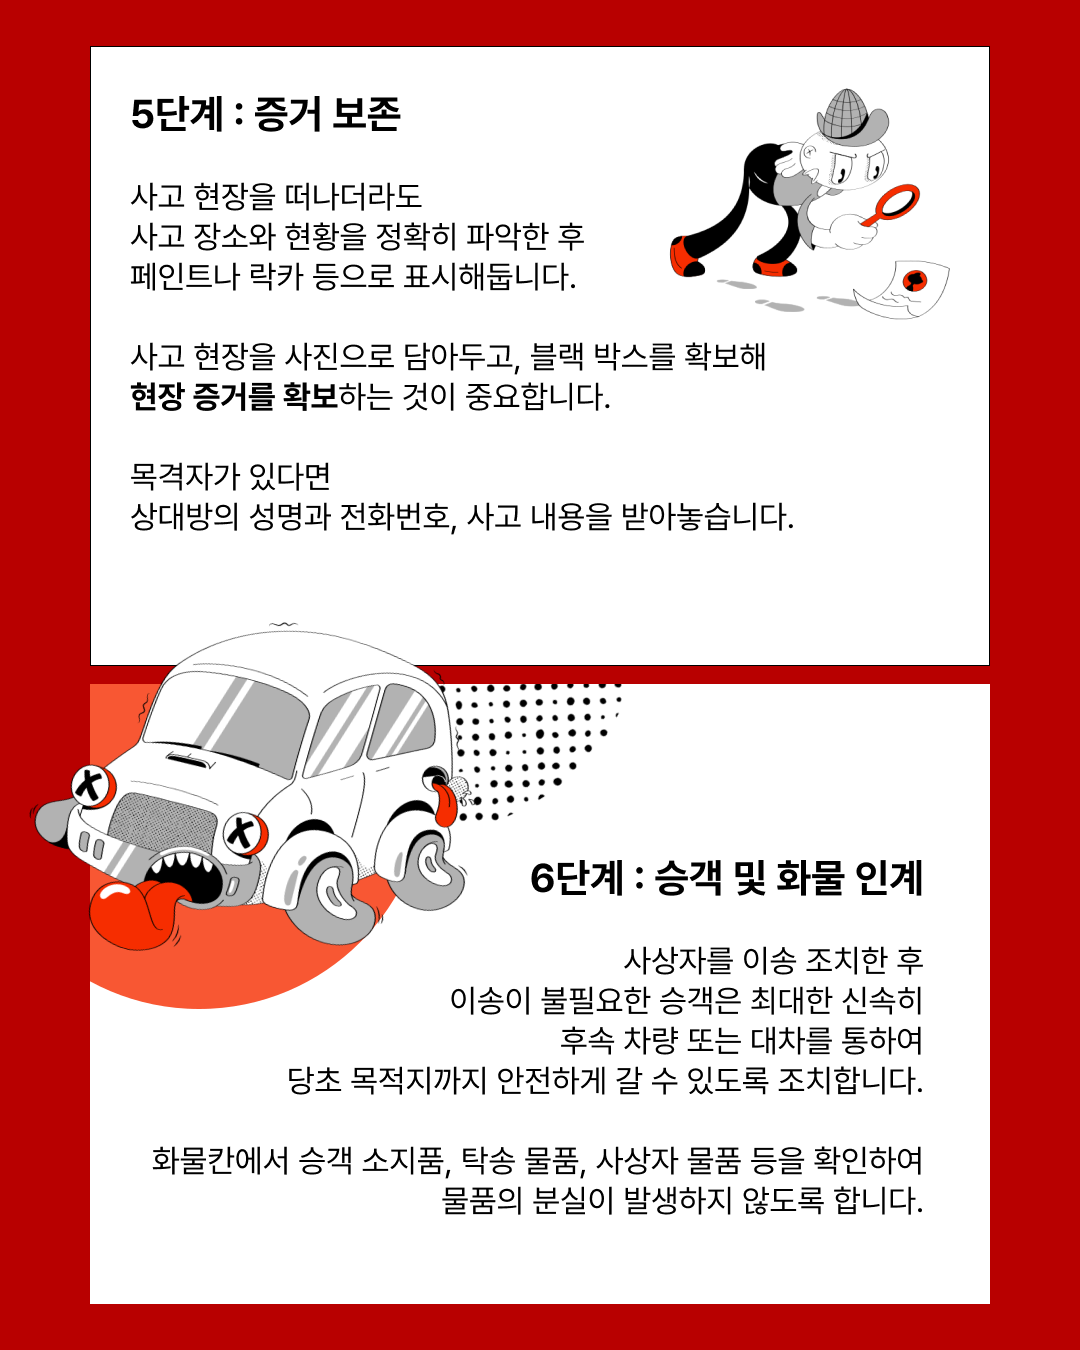 5단계 : 증거 보존
사고 현장을 떠나더라도
사고 장소와 현황을 정확히 파악한 후
페인트나 락카 등으로 표시해둡니다.
사고 현장을 사진으로 담아두고, 블랙 박스를 확보해
현장 증거를 확보하는 것이 중요합니다.
목격자가 있다면
상대방의 성명과 전화번호, 사고 내용을 받아놓습니다.
6단계 : 승객 및 화물 인계
사상자를 이송 조치한 후
이송이 불필요한 승객은 최대한 신속히
후속 차량 또는 대차를 통하여
당초 목적지까지 안전하게 갈 수 있도록 조치합니다.
화물칸에서 승객 소지품, 탁송 물품, 사상자 물품 등을 확인하여
물품의 분실이 발생하지 않도록 합니다.